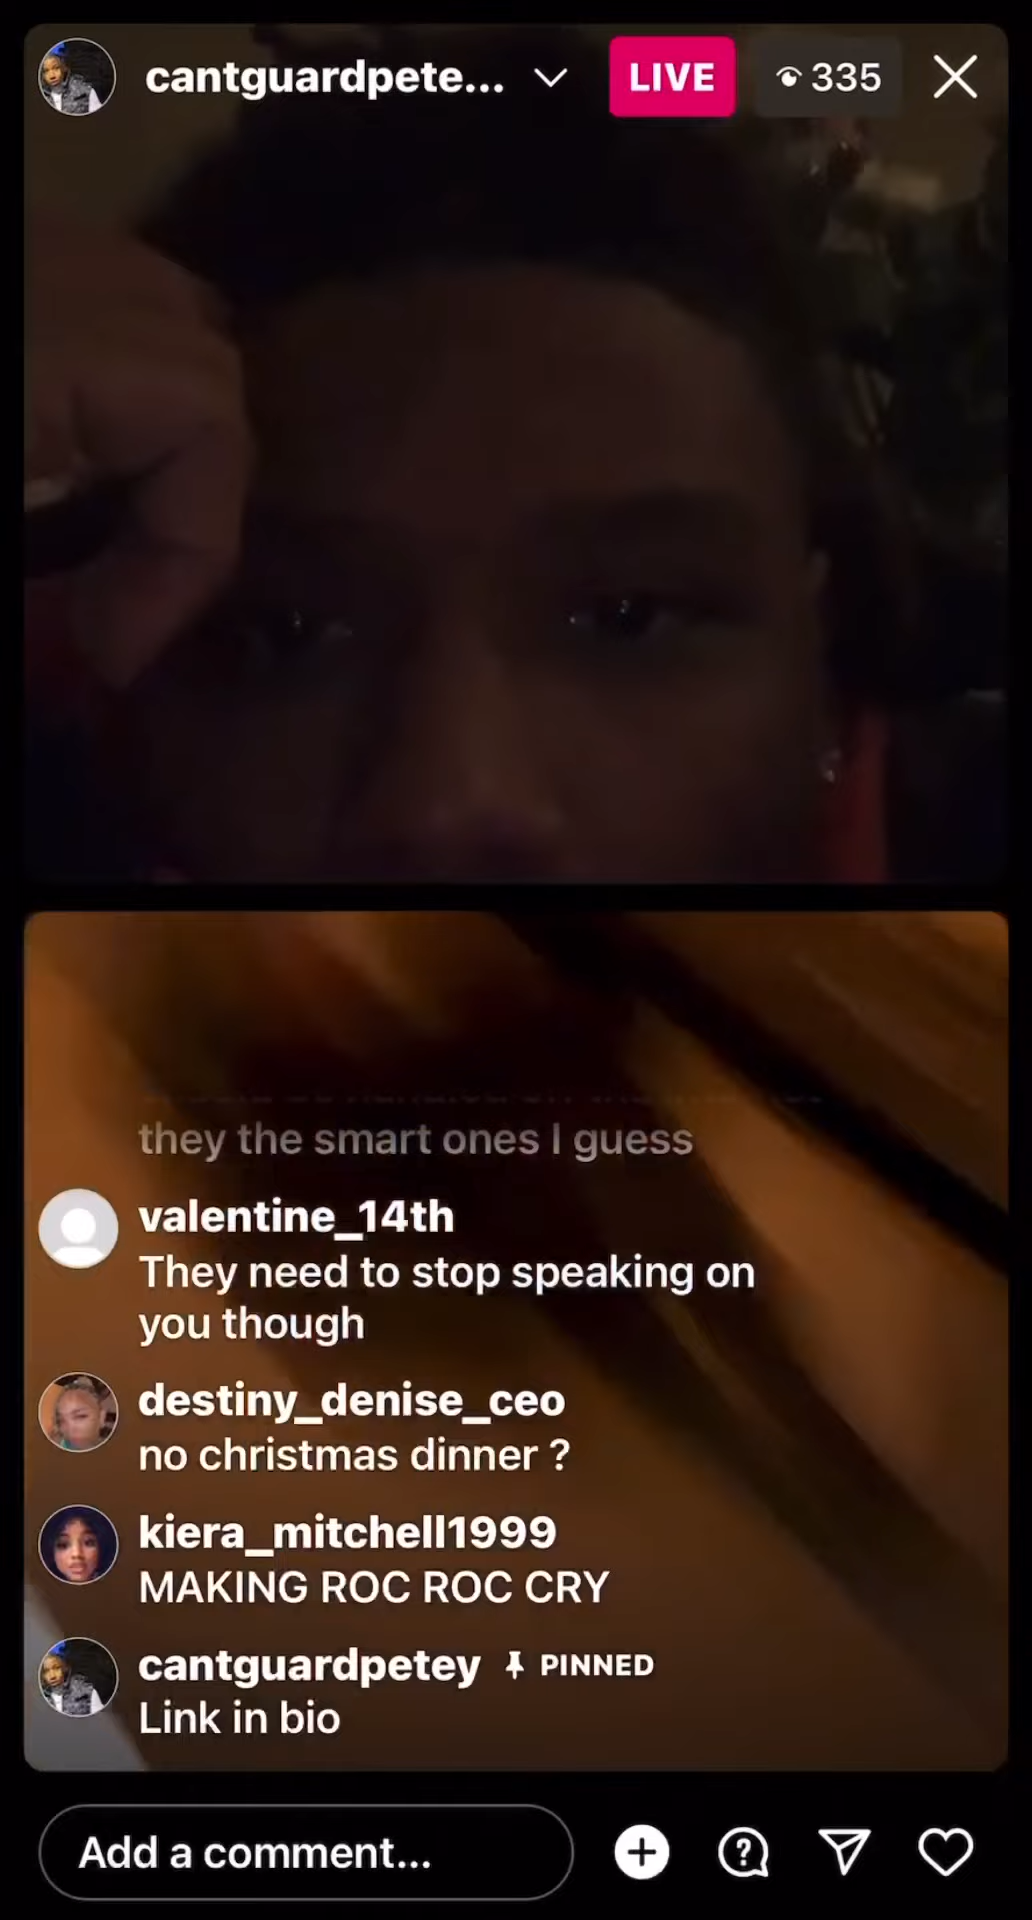 cantguardpete...
LIVE
335
they the smart ones I guess
valentine_14th
They need to stop speaking on
you though
destiny_denise_ceo
no christmas dinner ?
kiera_mitchell1999
MAKING ROC ROC CRY
cantguardpetey PINNED
Link in bio
Add a comment...